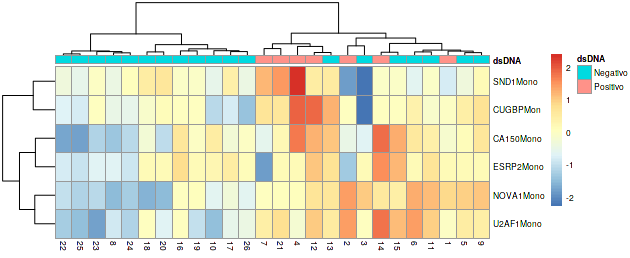 dsDNA
dsDNA
Negativo
Positivo
SND1Mono
CUGBPMon
CA150Mono
ESRP2Mono
NOVA1Mono
U2AF1Mono
2
1
0
-1
-2
22 25 23 8 24 18 20 16 19 10 17 26 7 21 4 12 13 2 3 14 15 6 11 1 5 9